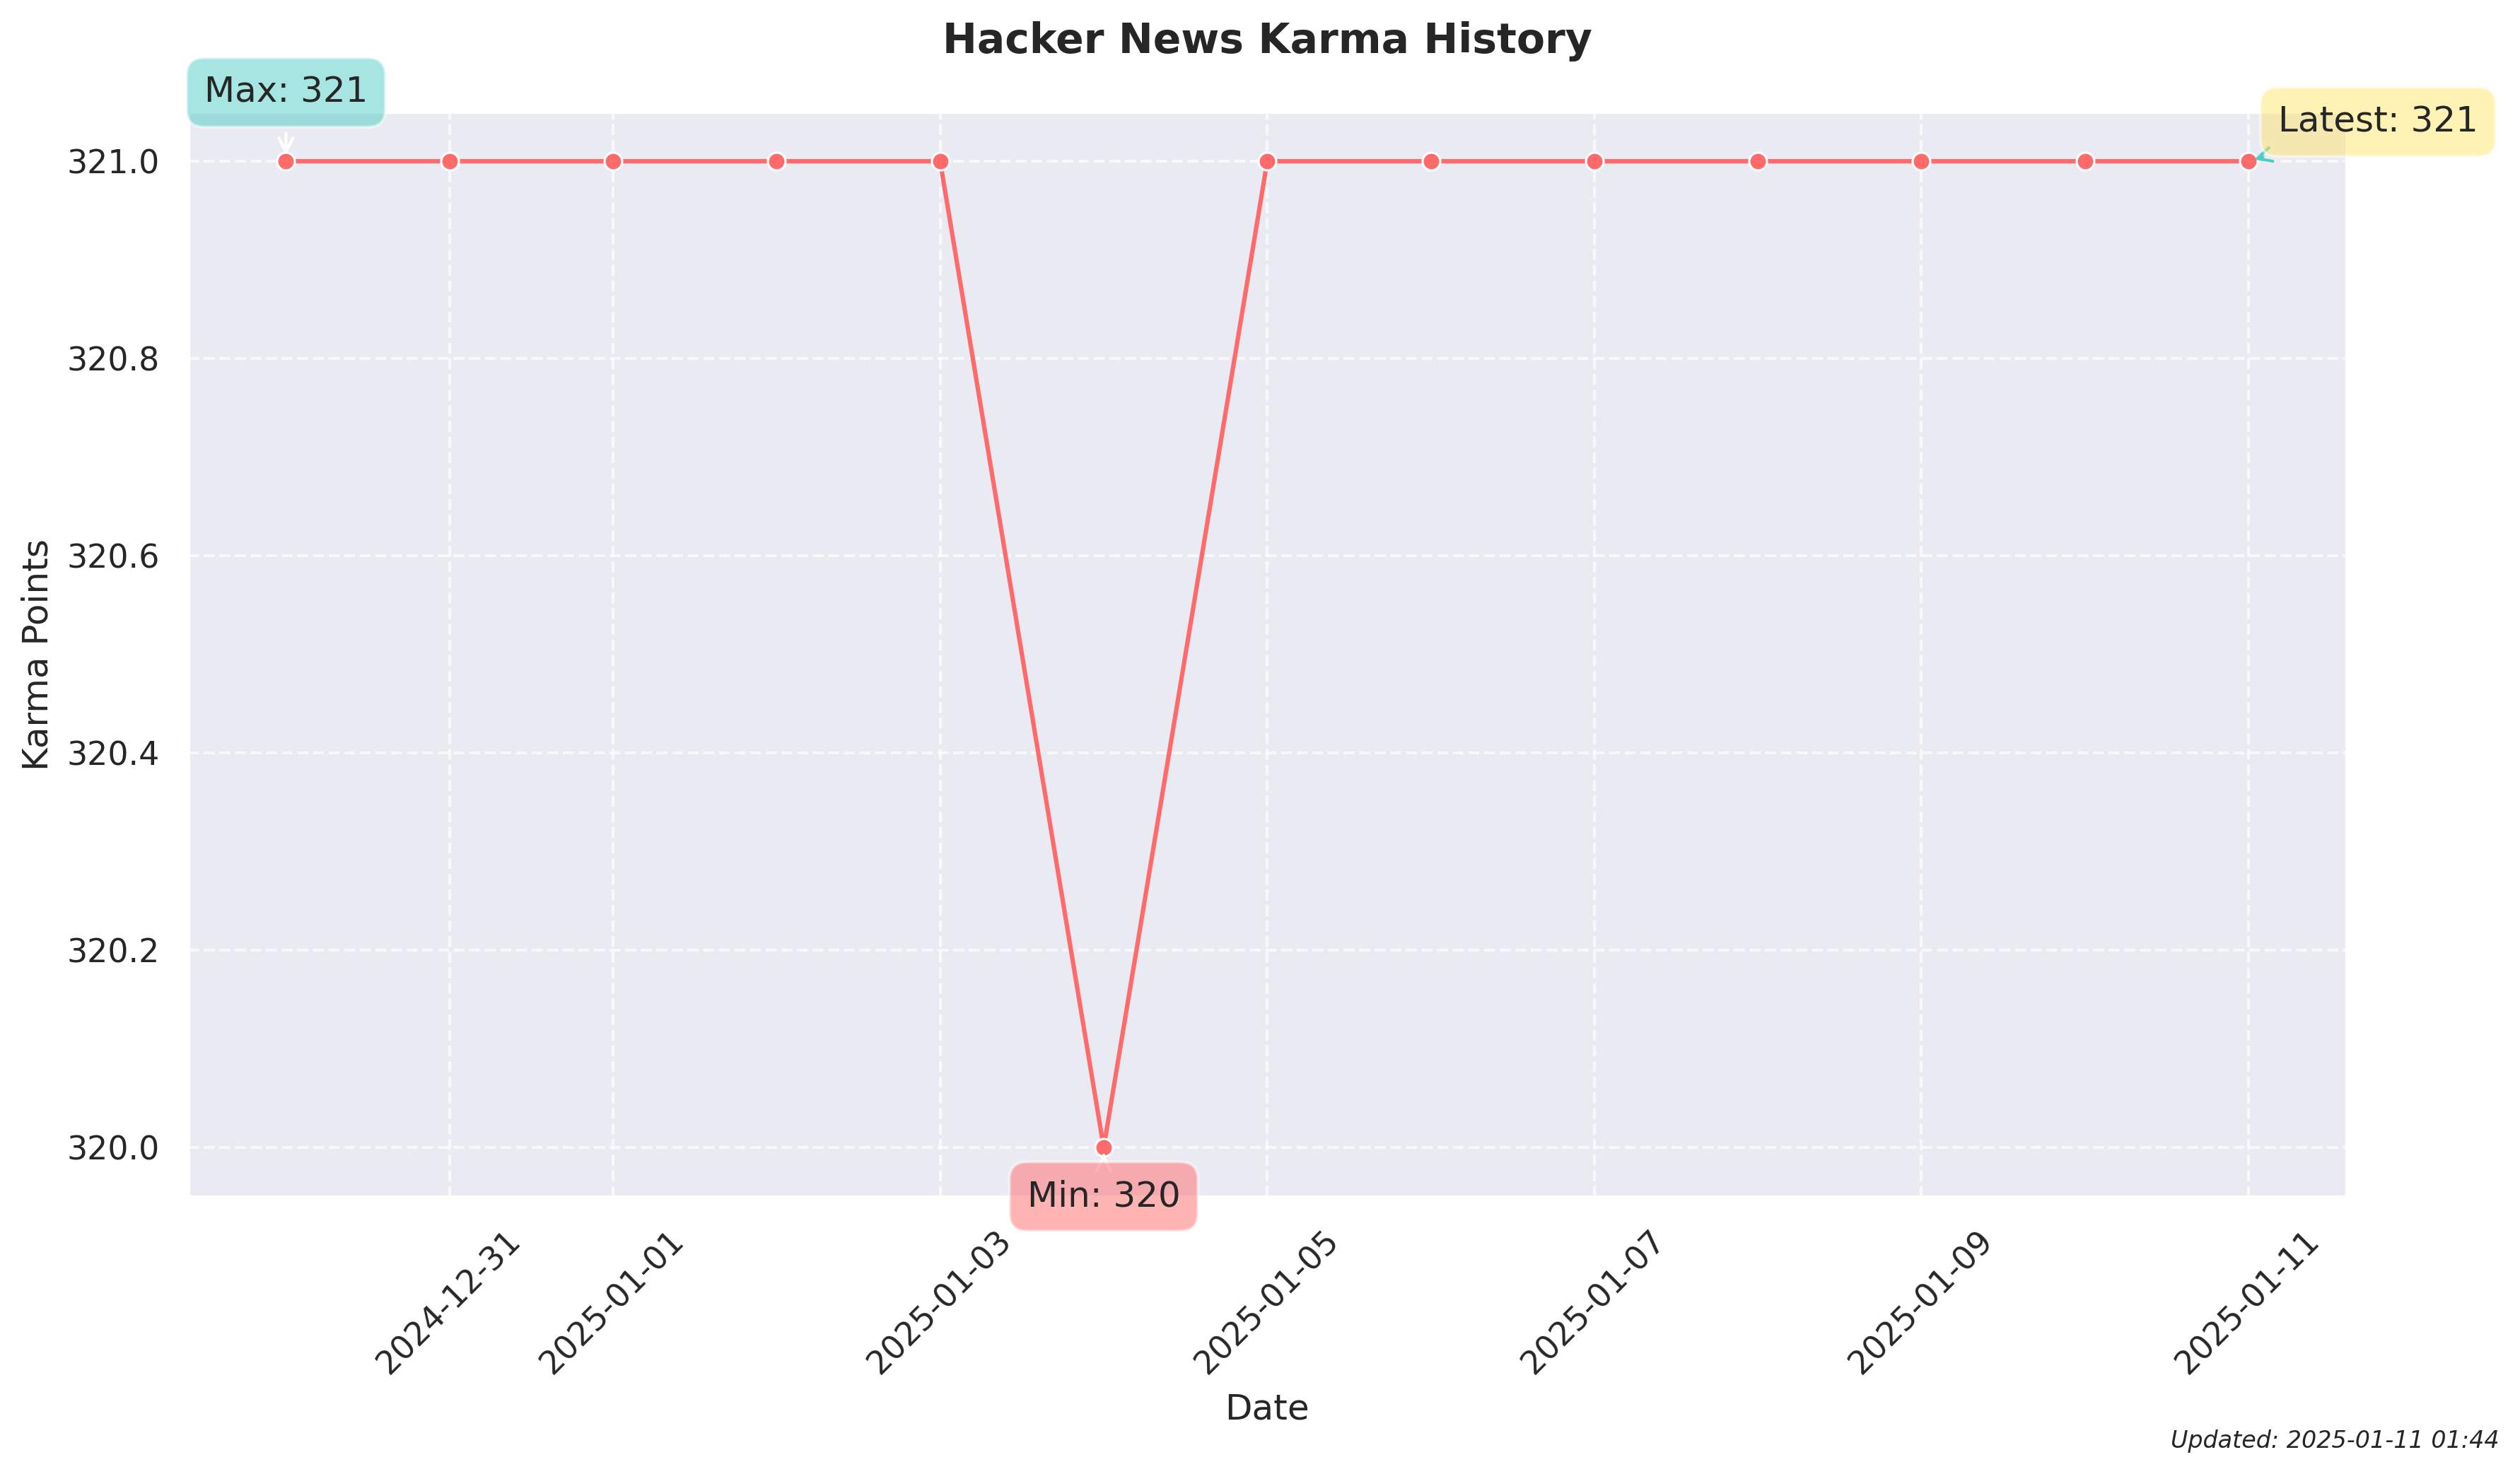 Hacker News Karma History
Max: 321
Latest: 321
321.0
320.8
320.6
320.4
320.2
320.0
Karma Points
Min: 320
2024-12-31
2025-01-01
2025-01-03
2025-01-05
2025-01-07
2025-01-09
2025-01-11
Date
Updated: 2025-01-11 01:44